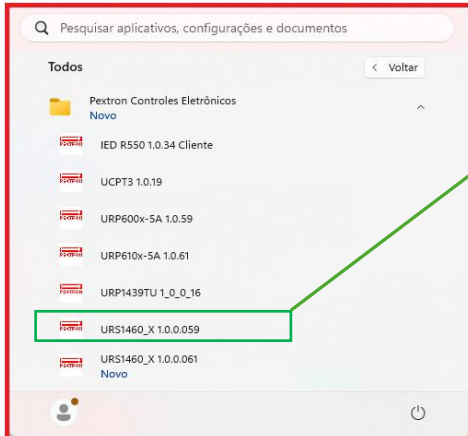 Pesquisar aplicativos, configurações e documentos
Todos
< Voltar
Pextron Controles Eletrônicos
Novo
IED R550 1.0.34 Cliente
UCPT3 1.0.19
URP600x-5A 1.0.59
URP610x-5A 1.0.61
URP1439TU 1_0_0_16
URS1460_X 1.0.0.059
URS1460_X 1.0.0.061
Novo